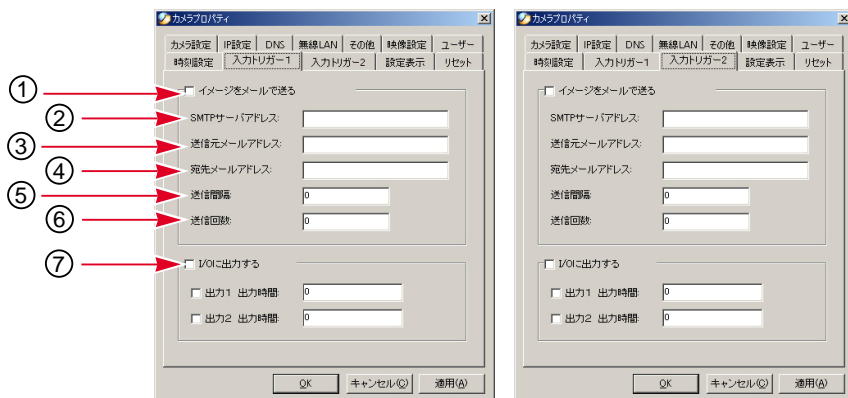 カメラプロパティ
カメラ設定 IP設定 DNS 無線LAN その他 映像設定 ユーザー
時刻設定 入力トリガー1 入力トリガー2 設定表示 リセット
① イメージをメールで送る
② SMTPサーバアドレス:
③ 送信元メールアドレス:
④ 宛先メールアドレス:
⑤ 送信間隔: 0
⑥ 送信回数: 0
⑦ I/Oに出力する
出力1 出力時間: 0
出力2 出力時間: 0
OK キャンセル(C) 適用(A)
カメラプロパティ
カメラ設定 IP設定 DNS 無線LAN その他 映像設定 ユーザー
時刻設定 入力トリガー1 入力トリガー2 設定表示 リセット
イメージをメールで送る
SMTPサーバアドレス:
送信元メールアドレス:
宛先メールアドレス:
送信間隔: 0
送信回数: 0
I/Oに出力する
出力1 出力時間: 0
出力2 出力時間: 0
OK キャンセル(C) 適用(A)